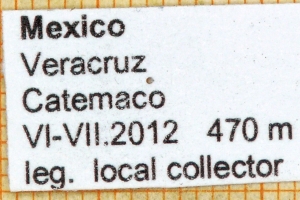 Mexico
Veracruz
Catemaco
VI-VII.2012 470 m
leg. local collector